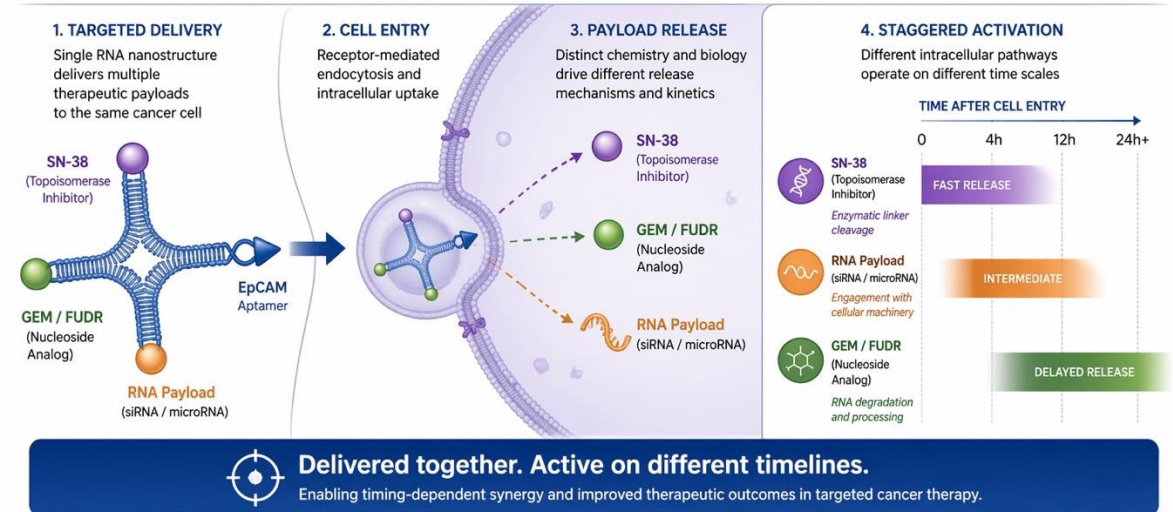 1. TARGETED DELIVERY
Single RNA nanostructure
delivers multiple
therapeutic payloads
to the same cancer cell
SN-38
(Topoisomerase
Inhibitor)
EpCAM
Aptamer
GEM / FUDR
(Nucleoside
Analog)
RNA Payload
(siRNA / microRNA)
2. CELL ENTRY
Receptor-mediated
endocytosis and
intracellular uptake
3. PAYLOAD RELEASE
Distinct chemistry and biology
drive different release
mechanisms and kinetics
SN-38
(Topoisomerase
Inhibitor)
GEM / FUDR
(Nucleoside
Analog)
RNA Payload
(siRNA / microRNA)
4. STAGGERED ACTIVATION
Different intracellular pathways
operate on different time scales
TIME AFTER CELL ENTRY
0 4h 12h 24h+
SN-38
(Topoisomerase
Inhibitor)
Enzymatic linker
cleavage
FAST RELEASE
RNA Payload
(siRNA / microRNA)
Engagement with
cellular machinery
INTERMEDIATE
GEM / FUDR
(Nucleoside
Analog)
RNA degradation
and processing
DELAYED RELEASE
Delivered together. Active on different timelines.
Enabling timing-dependent synergy and improved therapeutic outcomes in targeted cancer therapy.